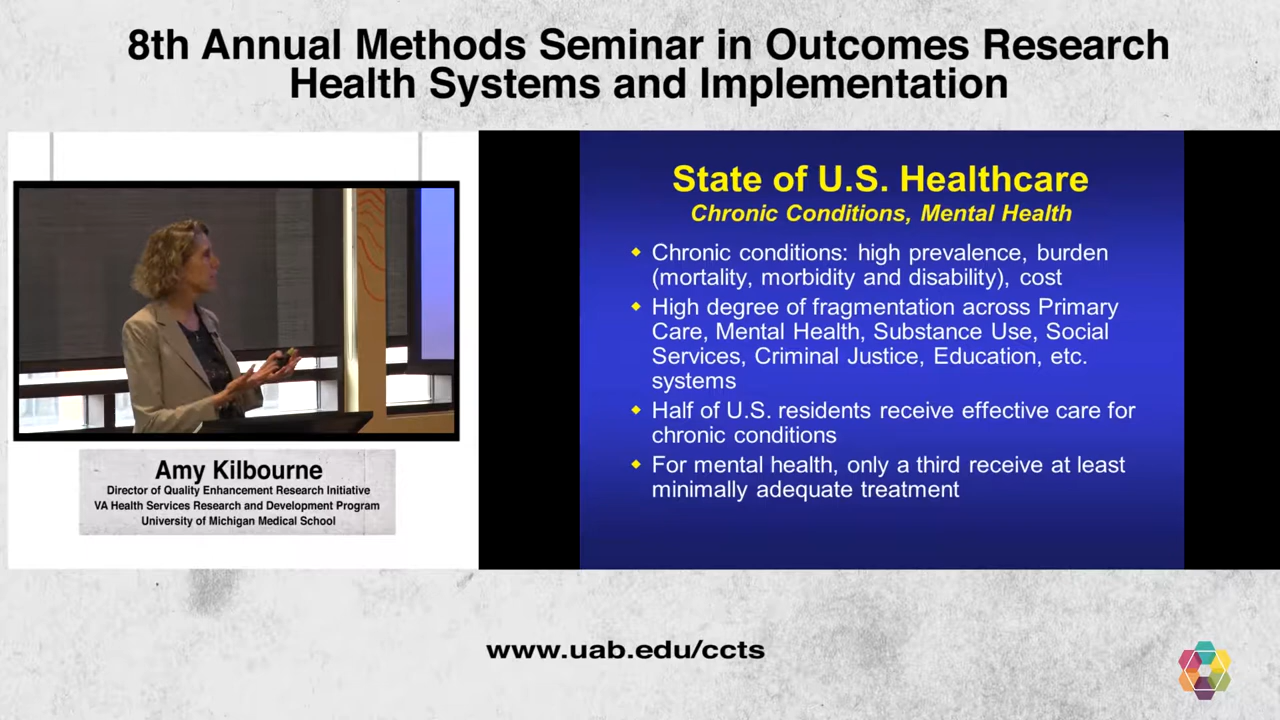 8th Annual Methods Seminar in Outcomes Research
Health Systems and Implementation
Amy Kilbourne
Director of Quality Enhancement Research Initiative
VA Health Services Research and Development Program
University of Michigan Medical School
State of U.S. Healthcare
Chronic Conditions, Mental Health
Chronic conditions: high prevalence, burden
(mortality, morbidity and disability), cost
High degree of fragmentation across Primary
Care, Mental Health, Substance Use, Social
Services, Criminal Justice, Education, etc.
systems
Half of U.S. residents receive effective care for
chronic conditions
For mental health, only a third receive at least
minimally adequate treatment
www.uab.edu/ccts